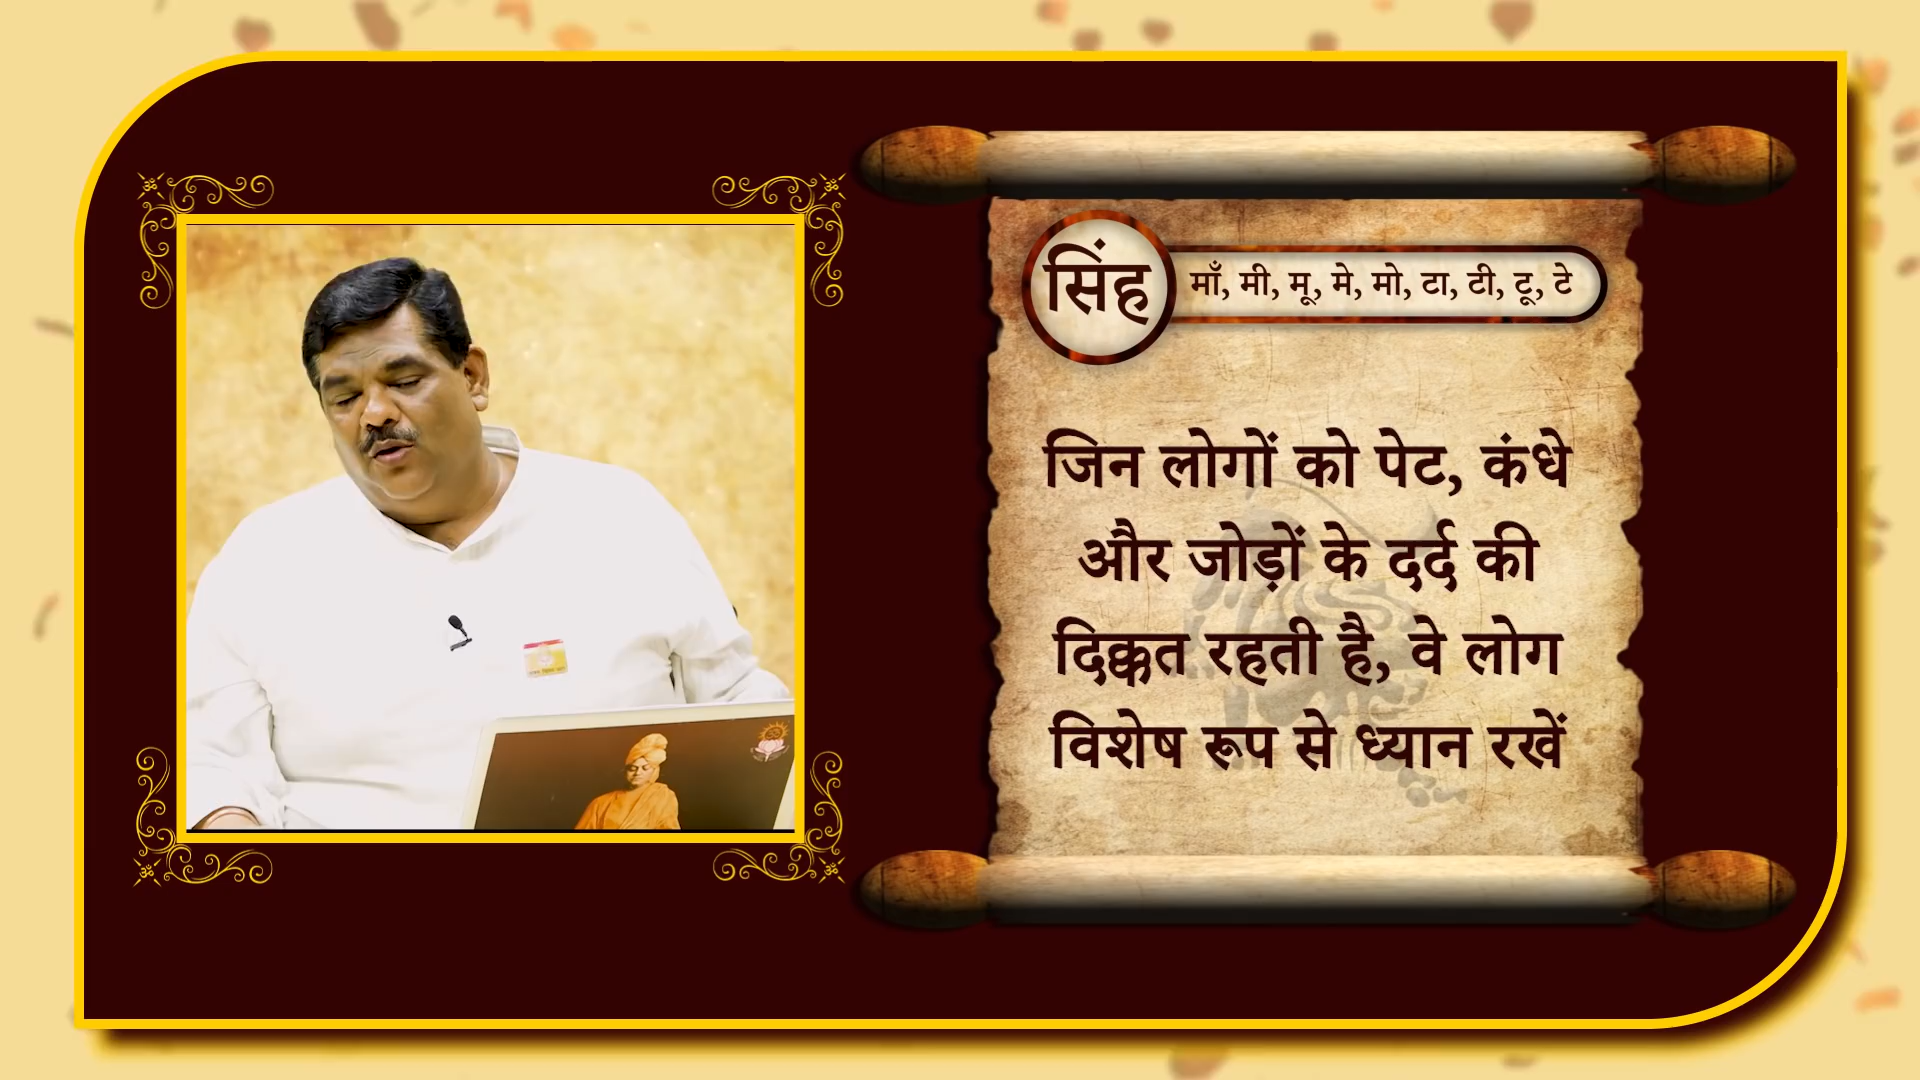 सिंह
माँ, मी, मू, मे, मो, टा, टी, टू, टे
जिन लोगों को पेट, कंधे
और जोड़ों के दर्द की
दिक्कत रहती है, वे लोग
विशेष रूप से ध्यान रखें